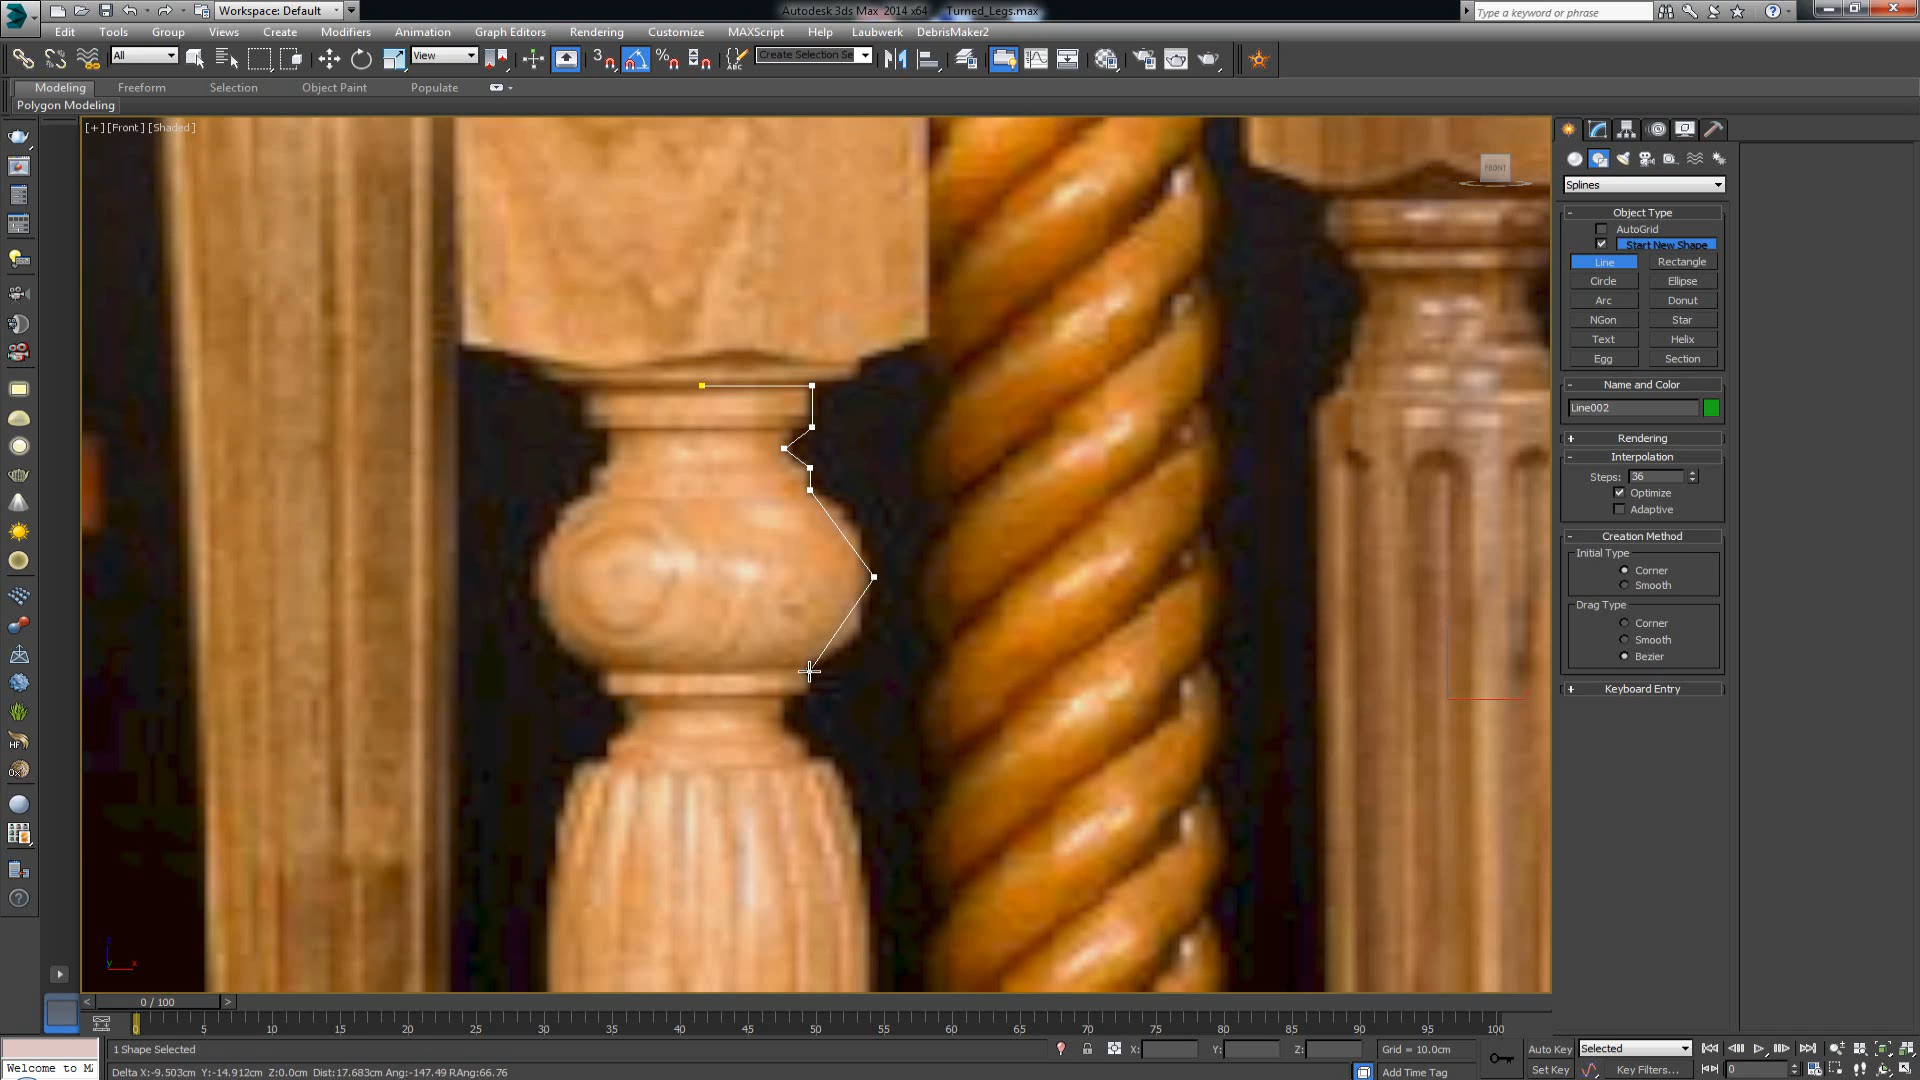 Workspace: Default
Autodesk 3ds Max 2014 x64 Turned_Legs.max
Type a keyword or phrase
Edit Tools Group Views Create Modifiers Animation Graph Editors Rendering Customize MAXScript Help Laubwerk DebrisMaker2
All
View
3
Create Selection Se
Modeling Freeform Selection Object Paint Populate
Polygon Modeling
[+] [Front] [Shaded]
FRONT
Splines
- Object Type
AutoGrid
Start New Shape
Line Rectangle
Circle Ellipse
Arc Donut
NGon Star
Text Helix
Egg Section
- Name and Color
Line002
+ Rendering
- Interpolation
Steps: 36
Optimize
Adaptive
- Creation Method
Initial Type
Corner
Smooth
Drag Type
Corner
Smooth
Bezier
+ Keyboard Entry
HF
x
< 0 / 100 >
0 5 10 15 20 25 30 35 40 45 50 55 60 65 70 75 80 85 90 95 100
1 Shape Selected X: Y: Z: Grid = 10.0cm Auto Key Selected
Welcome to MA
Delta X:-9.503cm Y:-14.912cm Z:0.0cm Dist:17.683cm Ang:-147.49 RAng:66.76 Add Time Tag Set Key Key Filters... 0